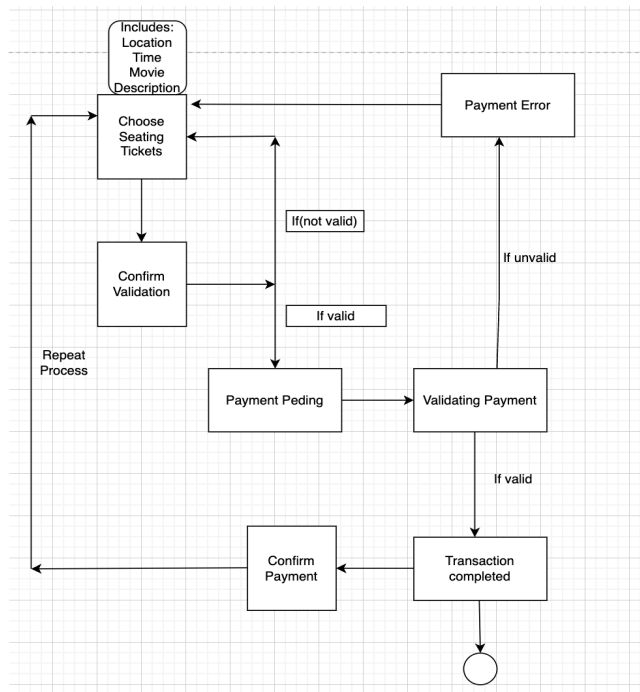 Includes:
Location
Time
Movie
Description
Choose
Seating
Tickets
Payment Error
If(not valid)
If unvalid
Confirm
Validation
If valid
Repeat
Process
Payment Peding
Validating Payment
If valid
Confirm
Payment
Transaction
completed